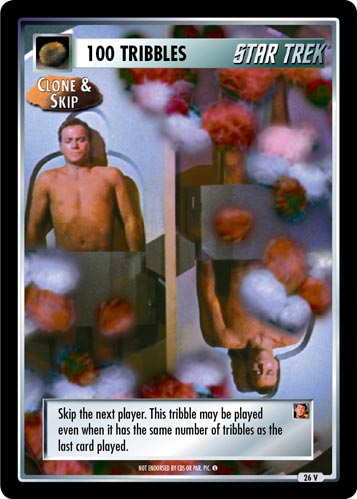 100 TRIBBLES
STAR TREK
CLONE &
SKIP
Skip the next player. This tribble may be played
even when it has the same number of tribbles as the
last card played.
NOT ENDORSED BY CBS OR PAR. PIC.
26 V